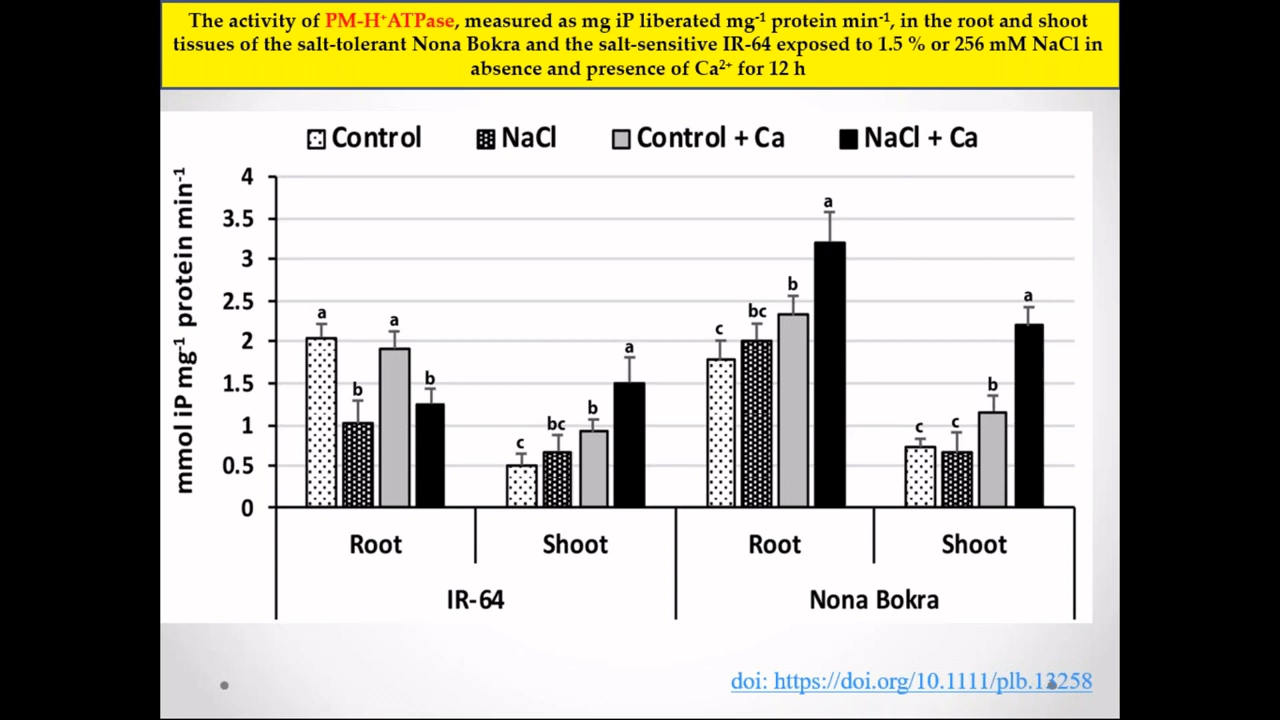 The activity of PM-H⁺ATPase, measured as mg iP liberated mg⁻¹ protein min⁻¹, in the root and shoot
tissues of the salt-tolerant Nona Bokra and the salt-sensitive IR-64 exposed to 1.5 % or 256 mM NaCl in
absence and presence of Ca²⁺ for 12 h
Control NaCl Control + Ca NaCl + Ca
mmol iP mg⁻¹ protein min⁻¹
4
3.5
3
2.5
2
1.5
1
0.5
0
a b a b
c bc b a
c bc b a
c c b a
Root Shoot Root Shoot
IR-64 Nona Bokra
doi: https://doi.org/10.1111/plb.13258